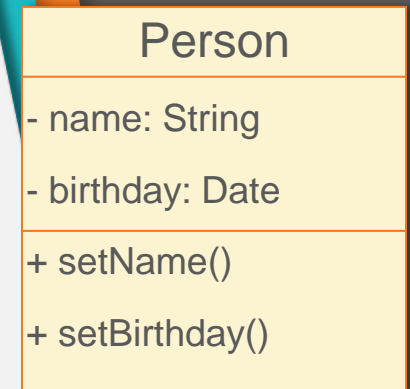 Person
- name: String
- birthday: Date
+ setName()
+ setBirthday()